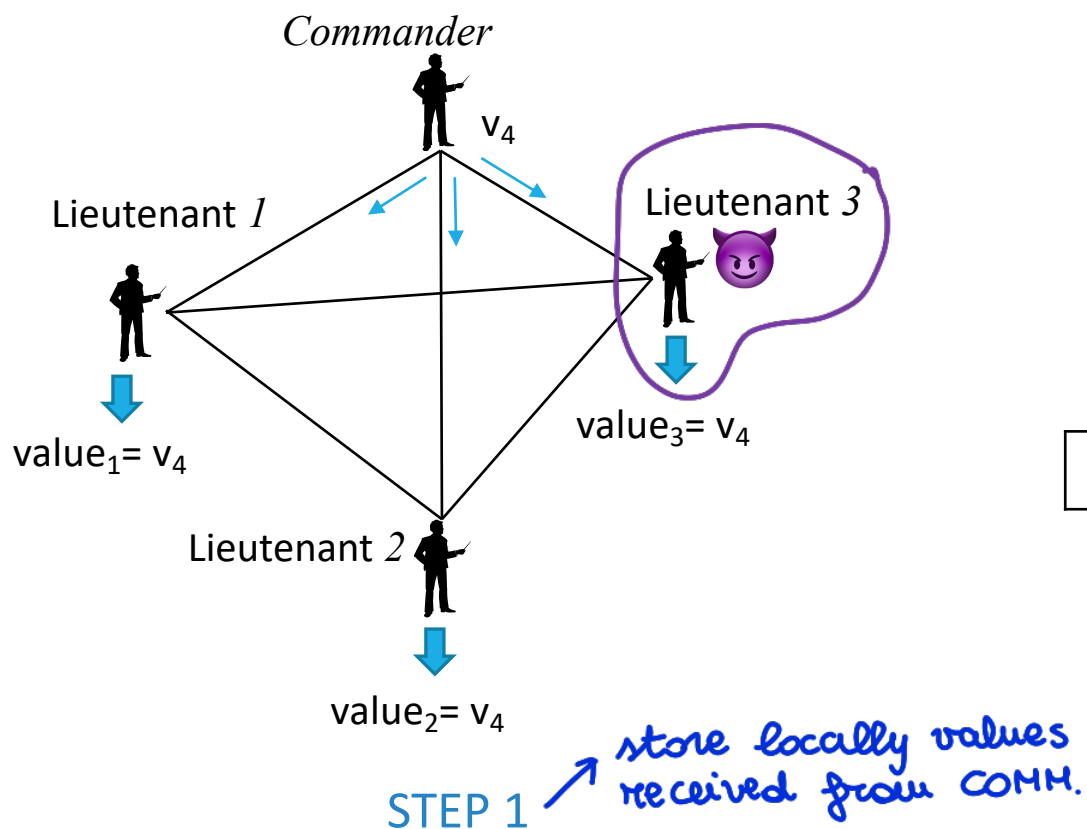 Commander
v₄
Lieutenant 1
Lieutenant 3
value₁= v₄
value₃= v₄
Lieutenant 2
value₂= v₄
STEP 1
store locally values
received from COMM.